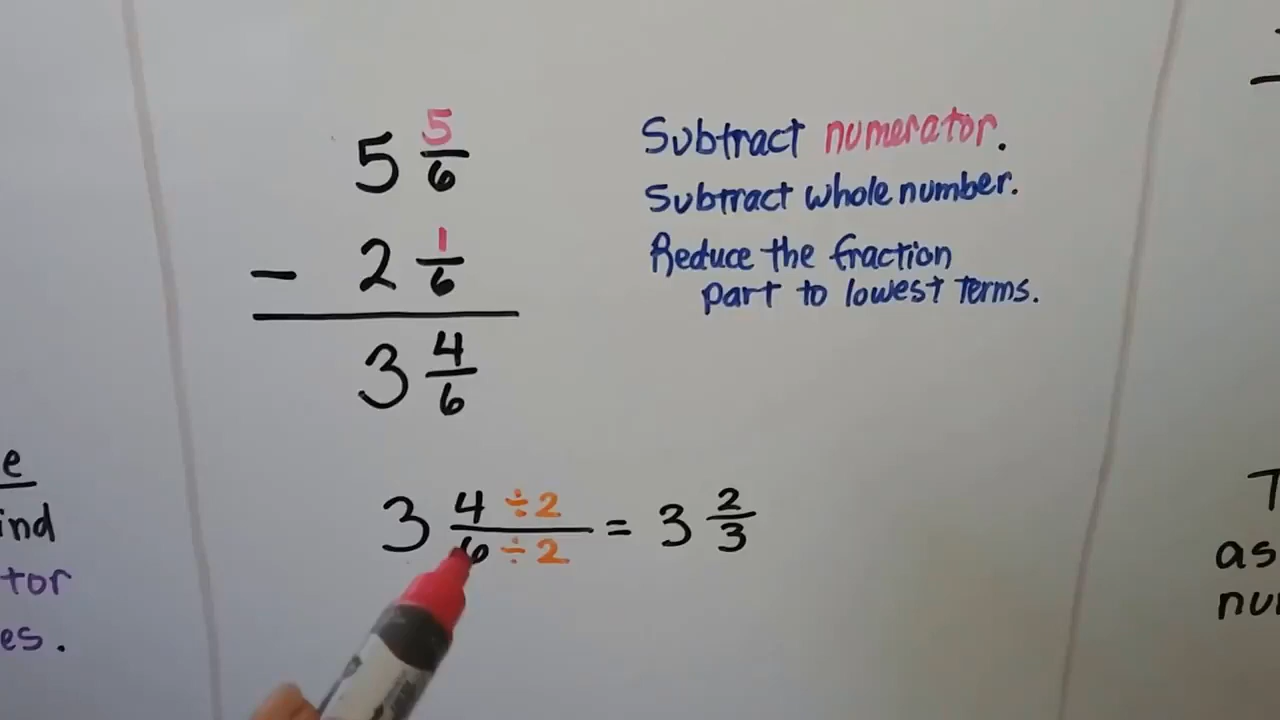 5 5/6
- 2 1/6
3 4/6
3 4÷2/6÷2 = 3 2/3
Subtract numerator.
Subtract whole number.
Reduce the fraction
part to lowest terms.
e
ind
tor
es.
T
as
nu